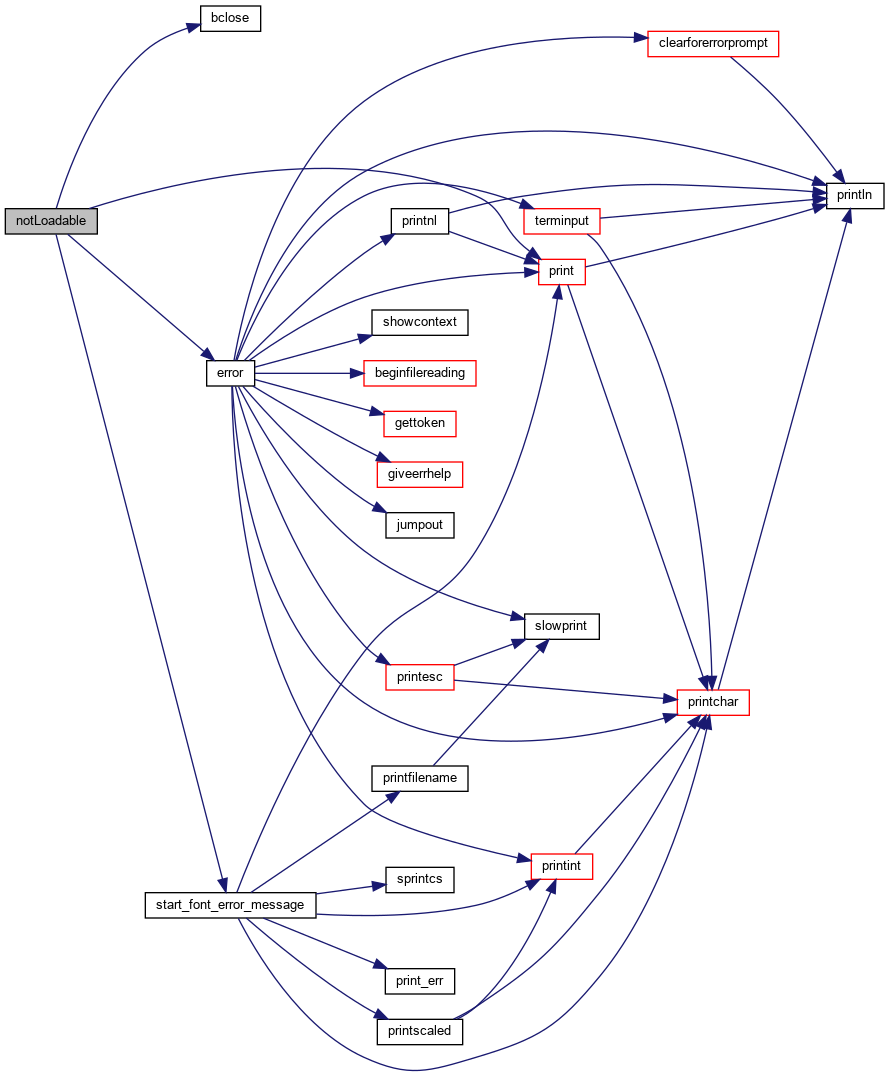 bclose
clearforerrorprompt
println
notLoadable
printnl
terminput
print
showcontext
error
beginfilereading
gettoken
giveerrhelp
jumpout
slowprint
printesc
printchar
printfilename
printint
sprintcs
start_font_error_message
print_err
printscaled